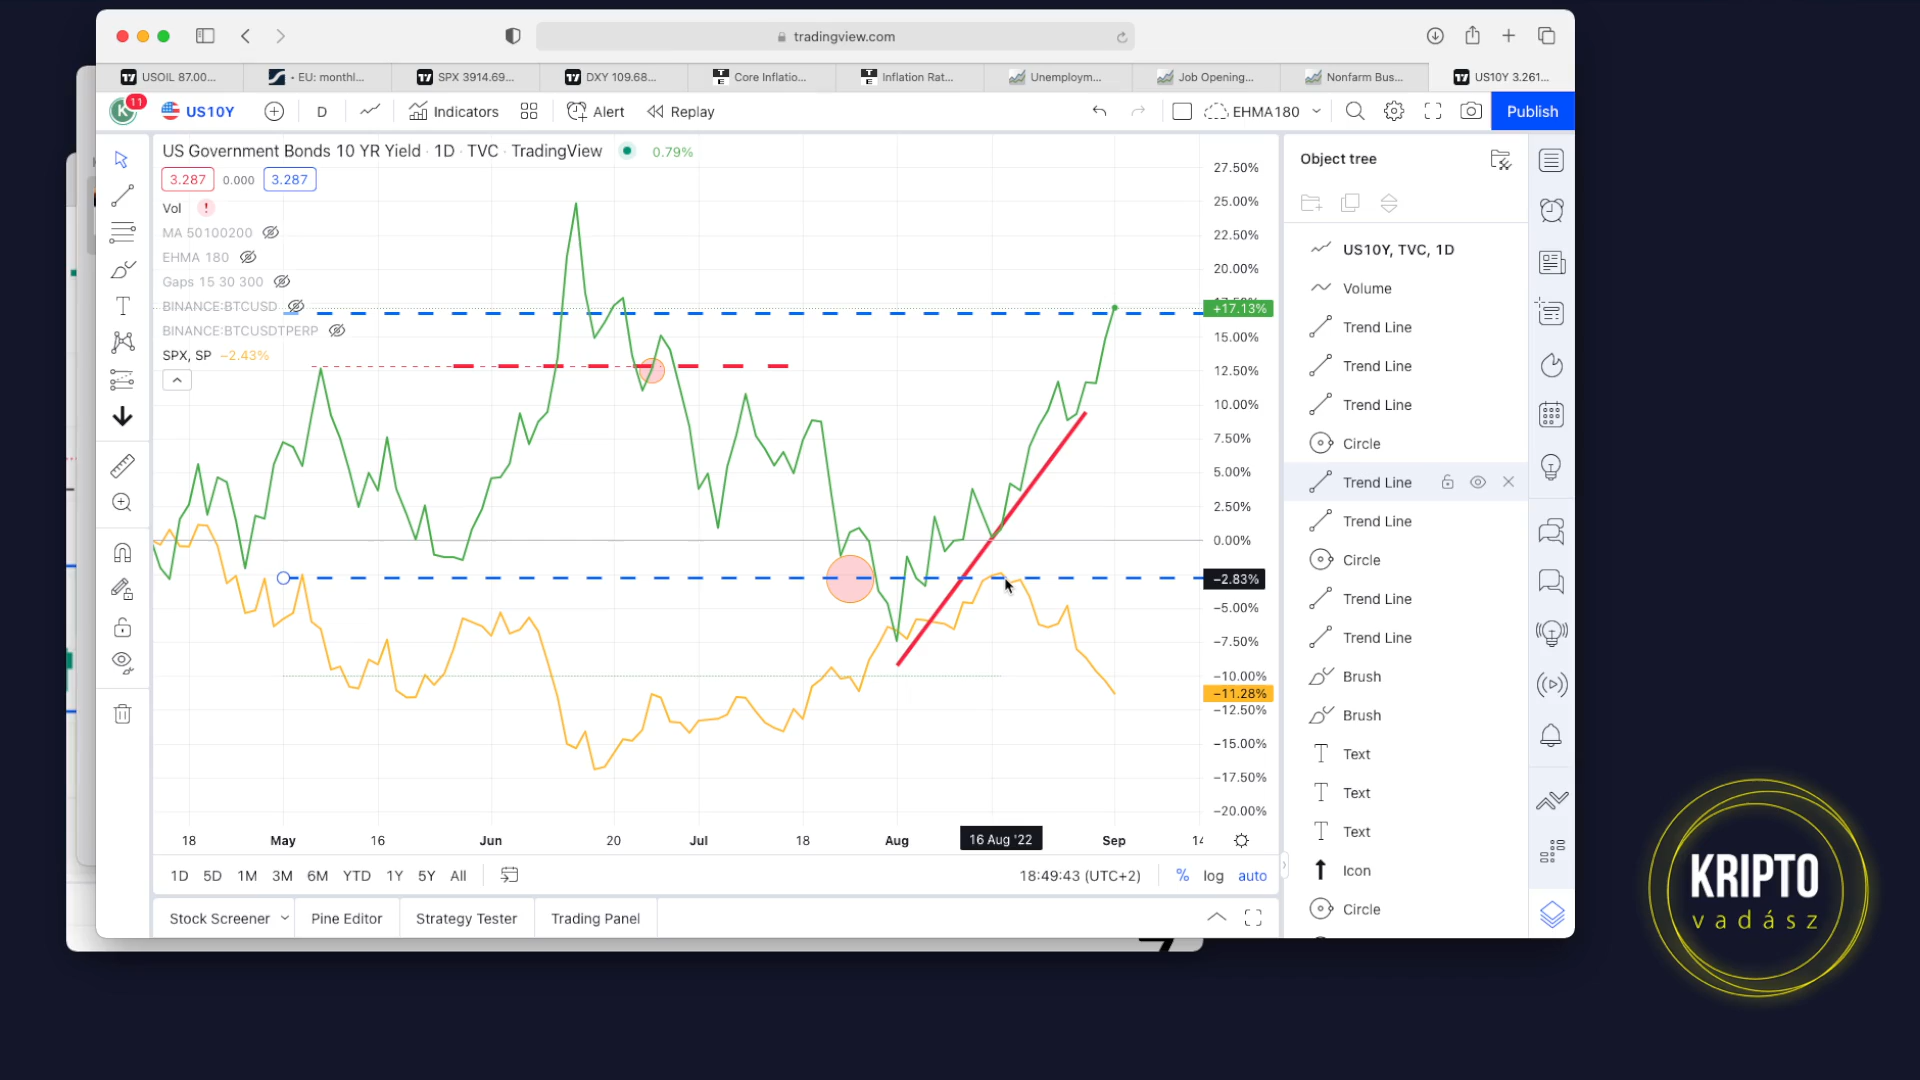 tradingview.com
USOIL 87.00...
• EU: monthl...
SPX 3914.69...
DXY 109.68...
Core Inflatio...
Inflation Rat...
Unemploym...
Job Opening...
Nonfarm Bus...
US10Y 3.261...
K
11
US10Y
D
Indicators
Alert
Replay
EHMA180
Publish
US Government Bonds 10 YR Yield · 1D · TVC · TradingView
0.79%
3.287
0.000
3.287
Vol
!
MA 50100200
EHMA 180
Gaps 15 30 300
BINANCE:BTCUSD
BINANCE:BTCUSDTPERP
SPX, SP −2.43%
27.50%
25.00%
22.50%
20.00%
+17.13%
15.00%
12.50%
10.00%
7.50%
5.00%
2.50%
0.00%
−2.83%
−5.00%
−7.50%
−10.00%
−11.28%
−12.50%
−15.00%
−17.50%
−20.00%
18
May
16
Jun
20
Jul
18
Aug
16 Aug '22
Sep
14
1D
5D
1M
3M
6M
YTD
1Y
5Y
All
18:49:43 (UTC+2)
%
log
auto
Stock Screener
Pine Editor
Strategy Tester
Trading Panel
Object tree
US10Y, TVC, 1D
Volume
Trend Line
Trend Line
Trend Line
Circle
Trend Line
Trend Line
Circle
Trend Line
Trend Line
Brush
Brush
Text
Text
Text
Icon
Circle
KRIPTO
vadász